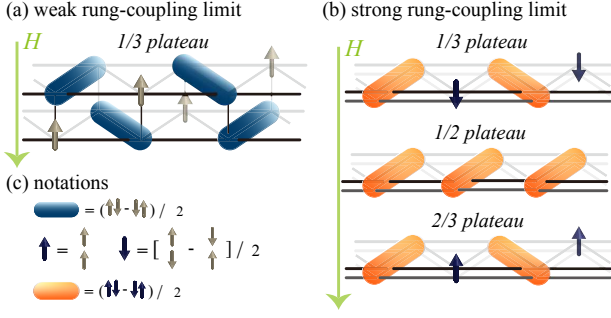 (a) weak rung-coupling limit
H
1/3 plateau
(c) notations
= ( - ) / 2
= = [ - ] / 2
= ( - ) / 2
(b) strong rung-coupling limit
H
1/3 plateau
1/2 plateau
2/3 plateau